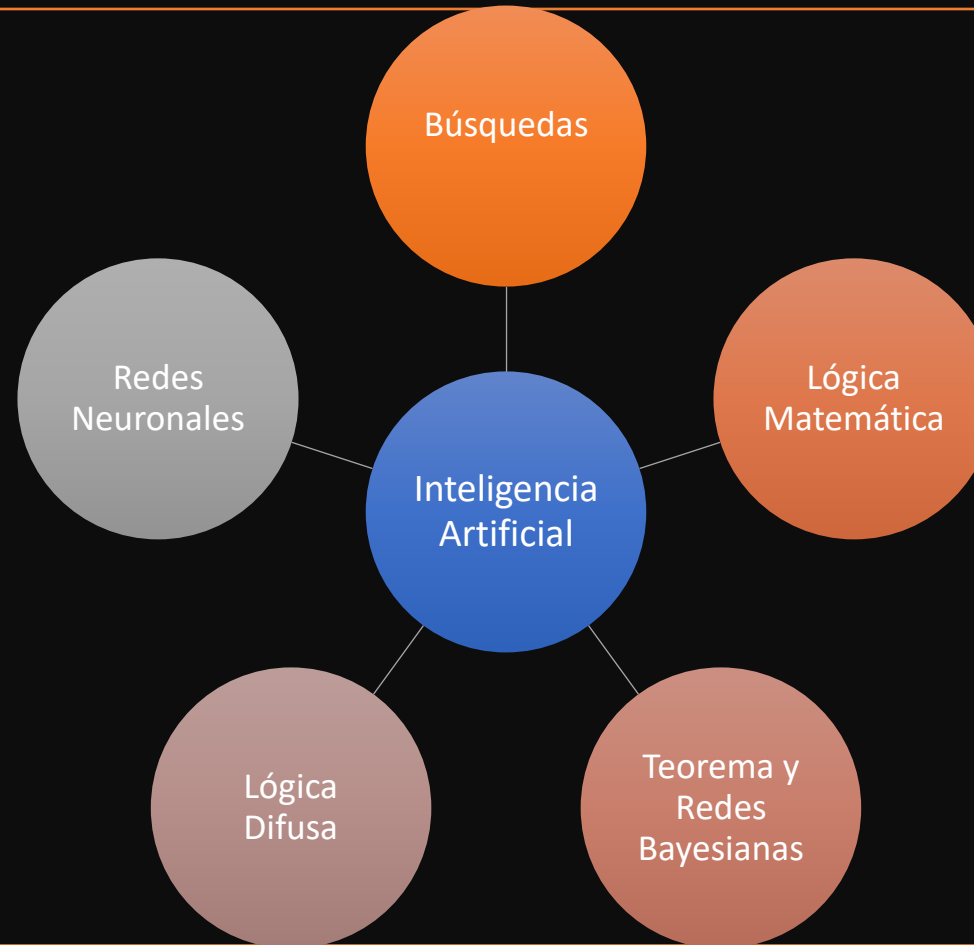 Búsquedas
Redes
Neuronales
Lógica
Matemática
Inteligencia
Artificial
Lógica
Difusa
Teorema y
Redes
Bayesianas